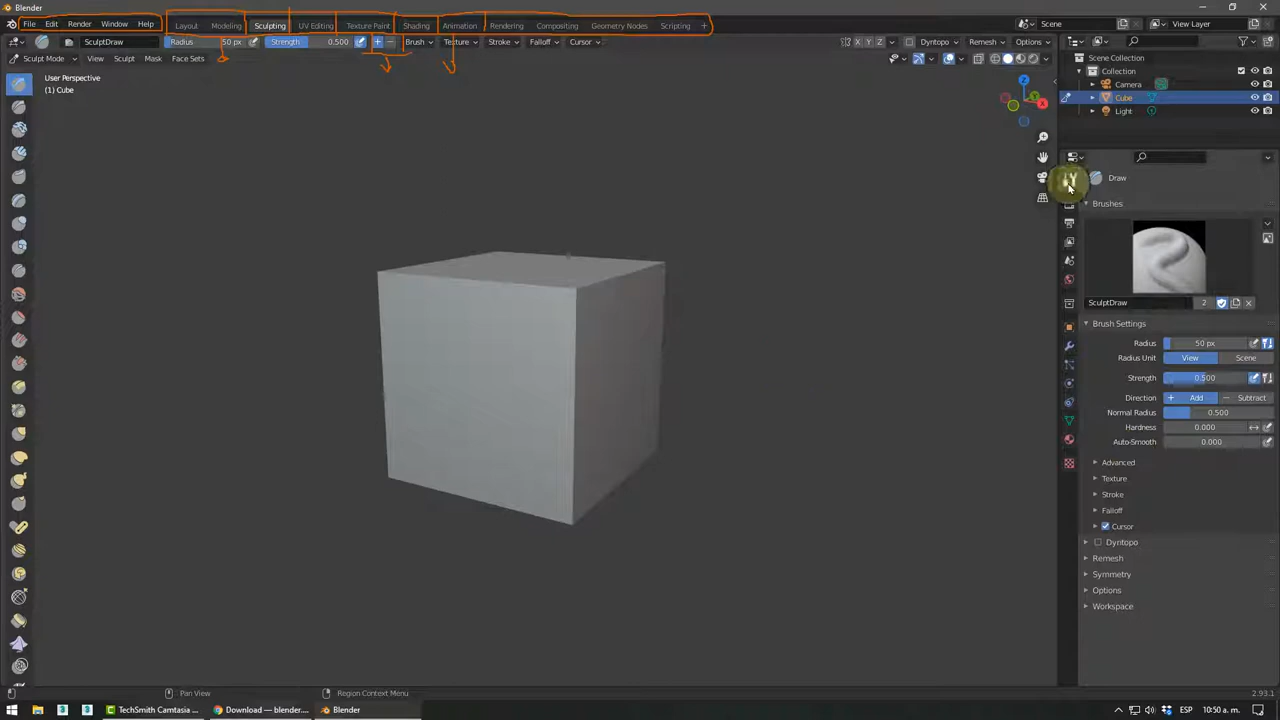 Blender
File Edit Render Window Help Layout Modeling Sculpting UV Editing Texture Paint Shading Animation Rendering Compositing Geometry Nodes Scripting + Scene View Layer
SculptDraw Radius 50 px Strength 0.500 + − Brush Texture Stroke Falloff Cursor X Y Z Dyntopo Remesh Options
Sculpt Mode View Sculpt Mask Face Sets
User Perspective
(1) Cube
Z
Y
X
Scene Collection
Collection
Camera
Cube
Light
Draw
Brushes
SculptDraw 2
Brush Settings
Radius 50 px
Radius Unit View Scene
Strength 0.500
Direction + Add − Subtract
Normal Radius 0.500
Hardness 0.000
Auto-Smooth 0.000
Advanced
Texture
Stroke
Falloff
Cursor
Dyntopo
Remesh
Symmetry
Options
Workspace
Pan View Region Context Menu 2.93.1
TechSmith Camtasia ... Download — blender.... Blender ESP 10:50 a. m.